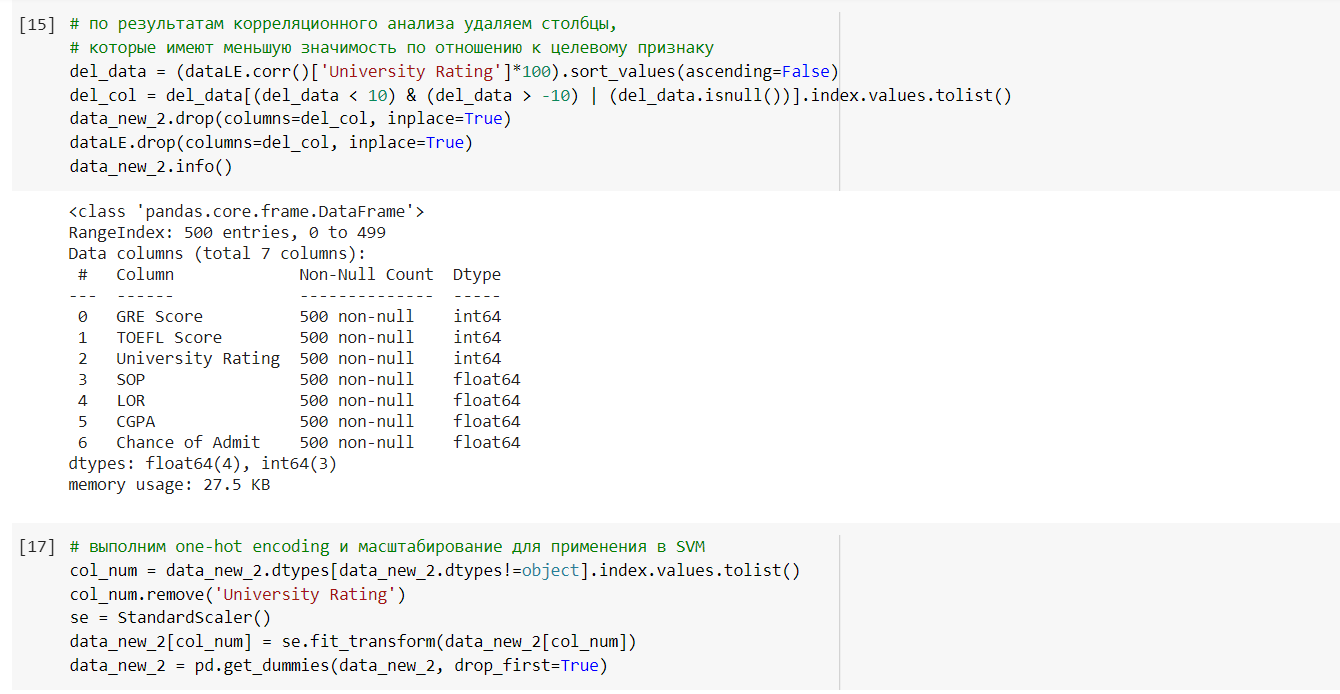 [15] # по результатам корреляционного анализа удаляем столбцы,
# которые имеют меньшую значимость по отношению к целевому признаку
del_data = (dataLE.corr()['University Rating']*100).sort_values(ascending=False)
del_col = del_data[(del_data < 10) & (del_data > -10) | (del_data.isnull())].index.values.tolist()
data_new_2.drop(columns=del_col, inplace=True)
dataLE.drop(columns=del_col, inplace=True)
data_new_2.info()
<class 'pandas.core.frame.DataFrame'>
RangeIndex: 500 entries, 0 to 499
Data columns (total 7 columns):
 #   Column             Non-Null Count  Dtype
---  ------             --------------  -----
 0   GRE Score          500 non-null    int64
 1   TOEFL Score        500 non-null    int64
 2   University Rating  500 non-null    int64
 3   SOP                500 non-null    float64
 4   LOR                500 non-null    float64
 5   CGPA               500 non-null    float64
 6   Chance of Admit    500 non-null    float64
dtypes: float64(4), int64(3)
memory usage: 27.5 KB
[17] # выполним one-hot encoding и масштабирование для применения в SVM
col_num = data_new_2.dtypes[data_new_2.dtypes!=object].index.values.tolist()
col_num.remove('University Rating')
se = StandardScaler()
data_new_2[col_num] = se.fit_transform(data_new_2[col_num])
data_new_2 = pd.get_dummies(data_new_2, drop_first=True)